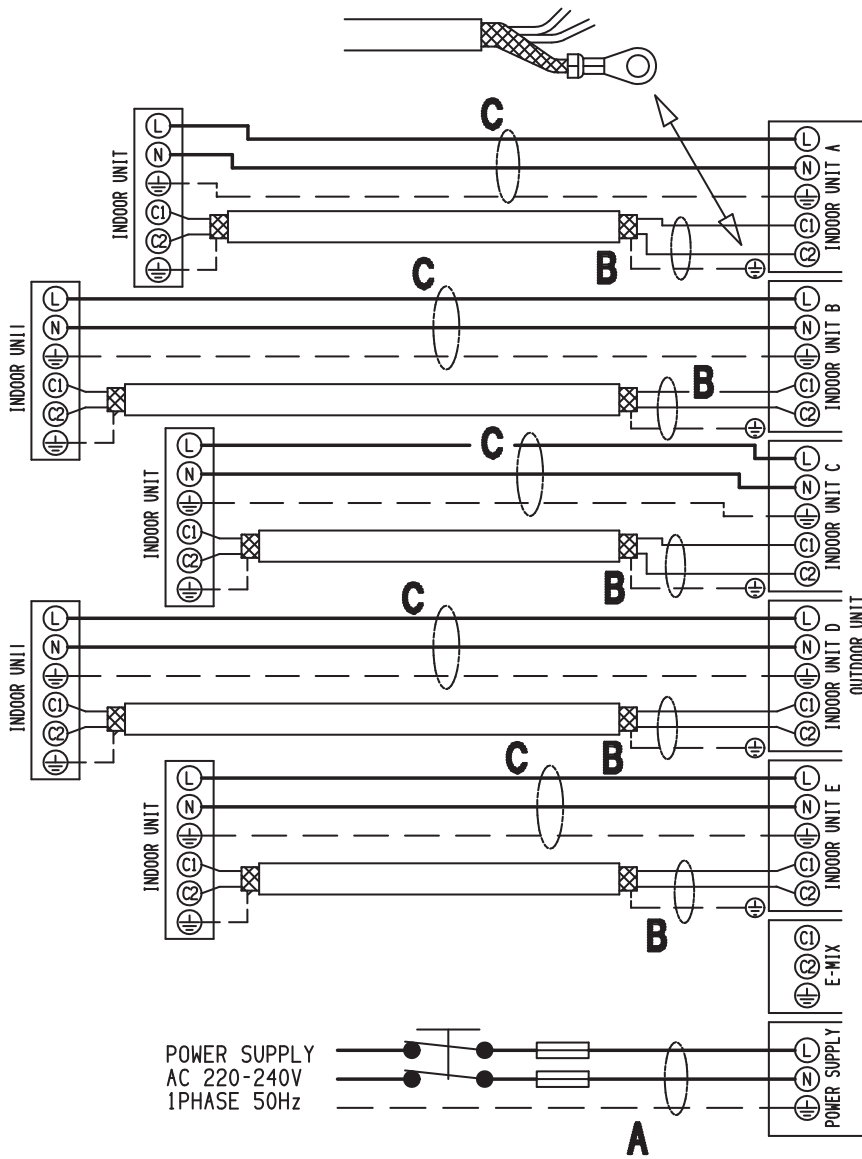 C
L
N
C1
C2
INDOOR UNIT
L
N
C1
C2
INDOOR UNIT A
B
C
L
N
C1
C2
INDOOR UNIT
L
N
C1
C2
INDOOR UNIT B
B
C
L
N
C1
C2
INDOOR UNIT
L
N
C1
C2
INDOOR UNIT C
B
C
L
N
C1
C2
INDOOR UNIT
L
N
C1
C2
INDOOR UNIT D
OUTDOOR UNIT
B
C
L
N
C1
C2
INDOOR UNIT
L
N
C1
C2
INDOOR UNIT E
B
C1
C2
E-MIX
POWER SUPPLY
AC 220-240V
1PHASE 50Hz
L
N
POWER SUPPLY
A